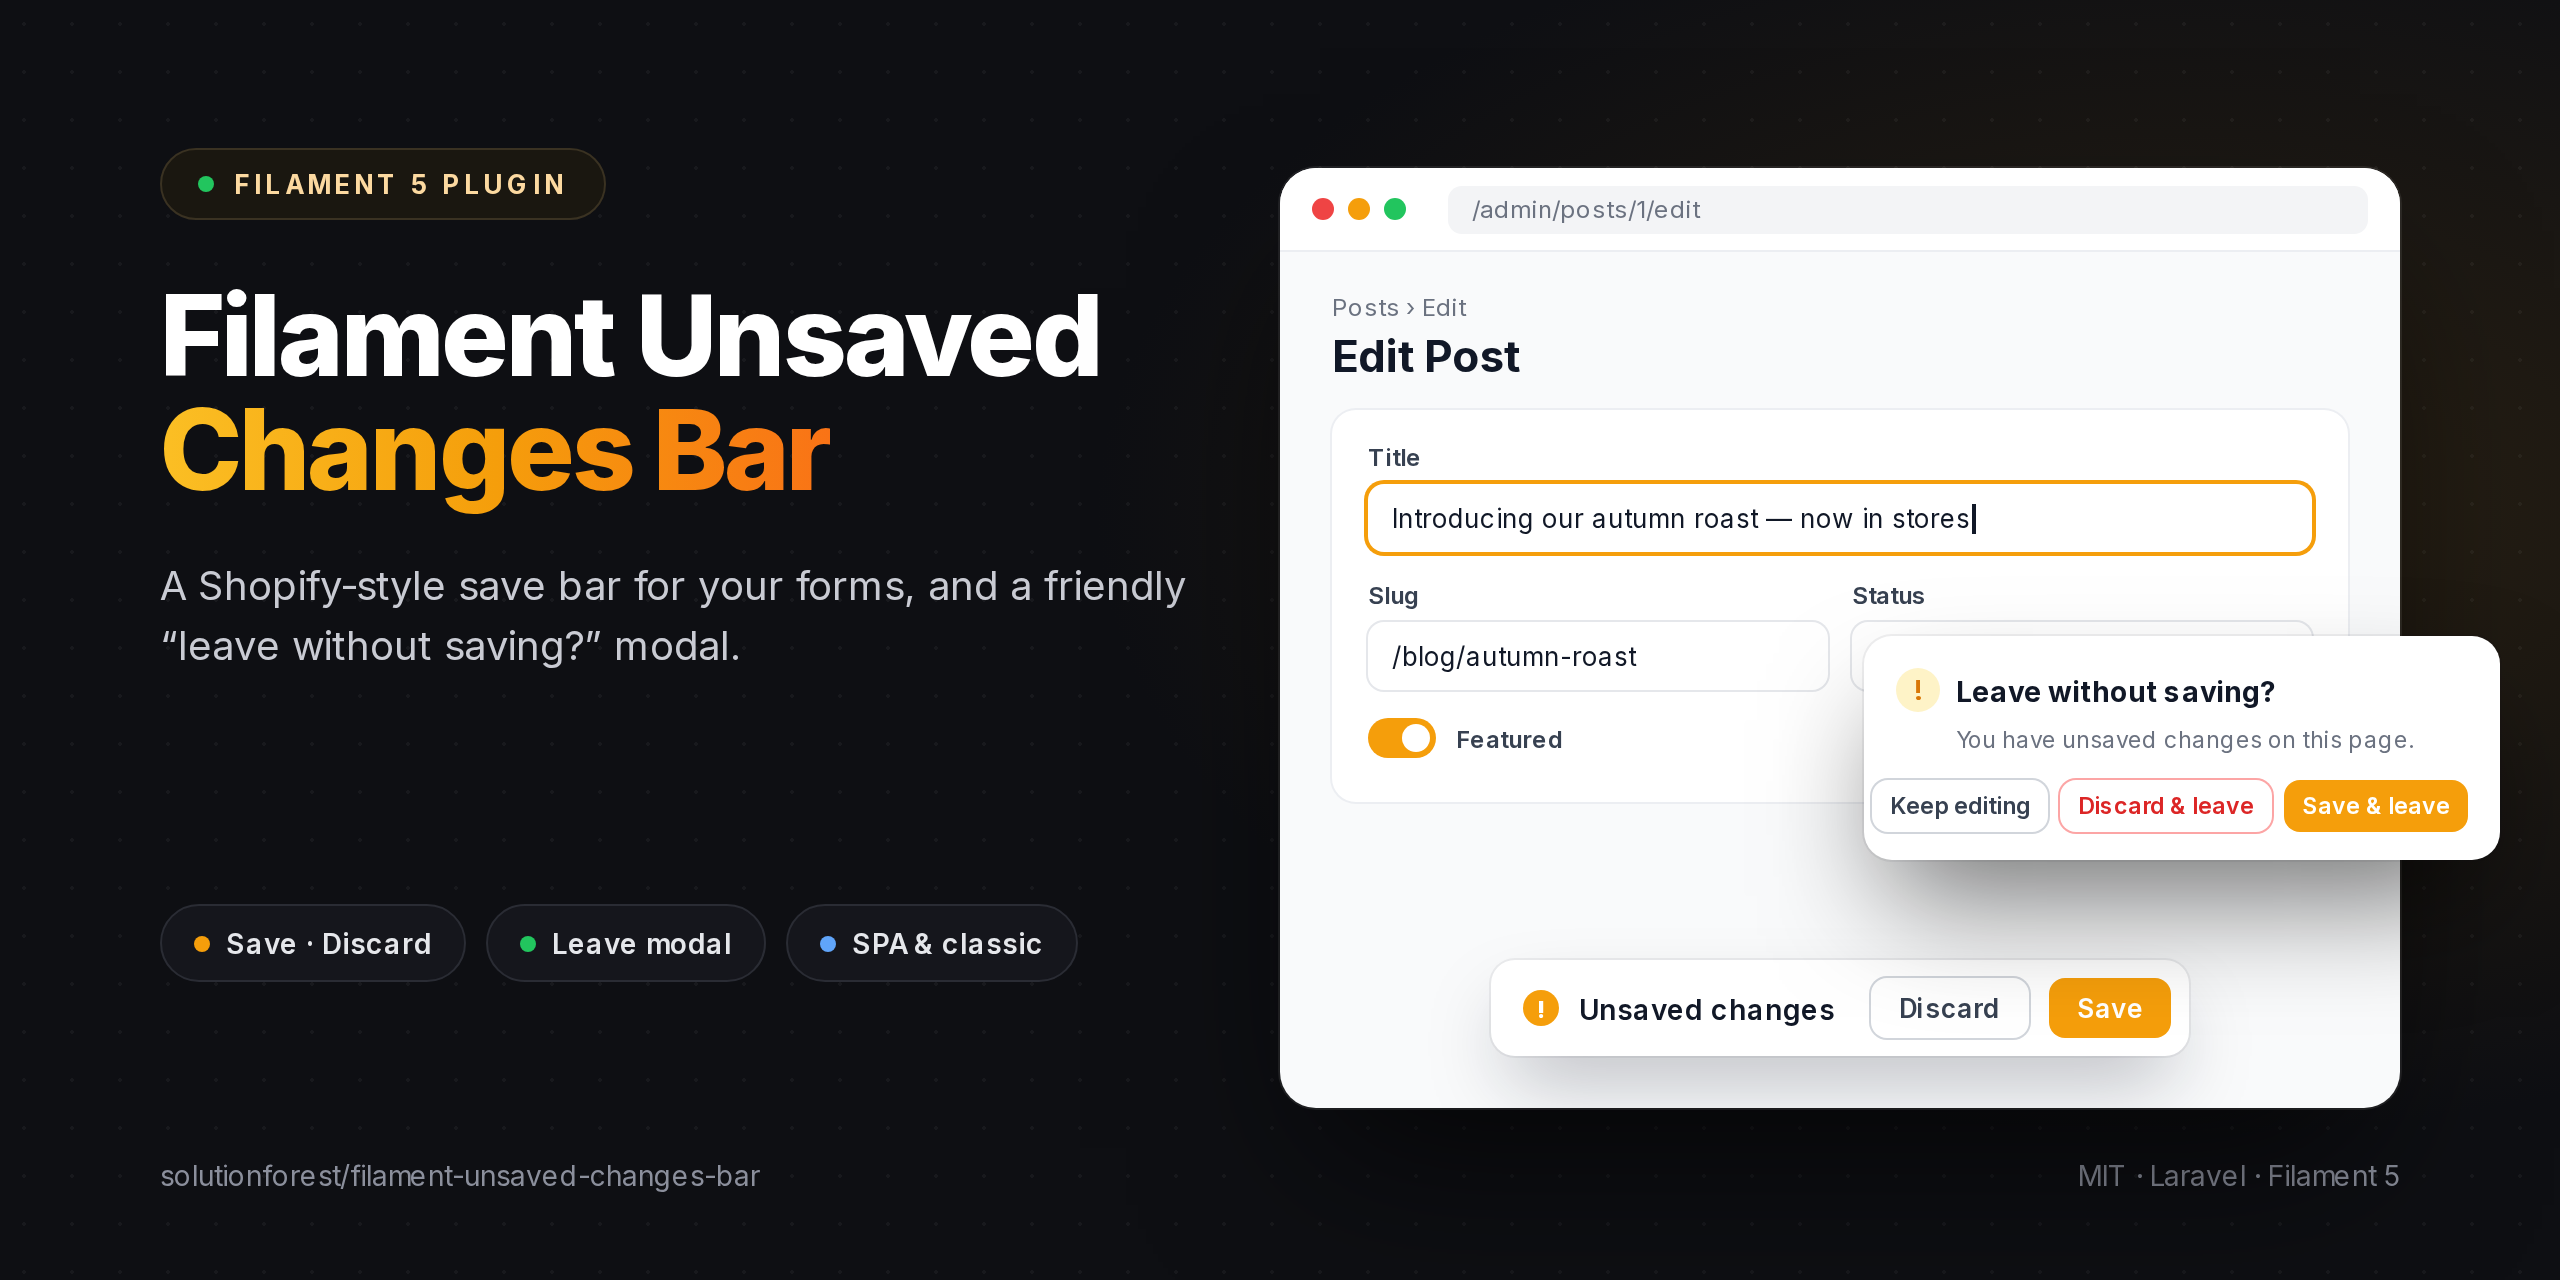 FILAMENT 5 PLUGIN
Filament Unsaved
Changes Bar
A Shopify-style save bar for your forms, and a friendly
“leave without saving?” modal.
Save · Discard
Leave modal
SPA & classic
solutionforest/filament-unsaved-changes-bar
/admin/posts/1/edit
Posts › Edit
Edit Post
Title
Introducing our autumn roast — now in stores
Slug
Status
/blog/autumn-roast
Featured
! Leave without saving?
You have unsaved changes on this page.
Keep editing
Discard & leave
Save & leave
! Unsaved changes
Discard
Save
MIT · Laravel · Filament 5